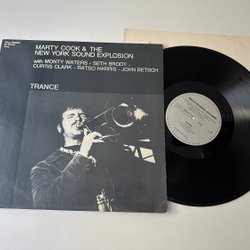 MARTY COOK & THE
NEW YORK SOUND EXPLOSION
with MONTY WATERS - SETH BRODY -
CURTIS CLARK - RATSO HARRIS - JOHN BETSCH
TRANCE